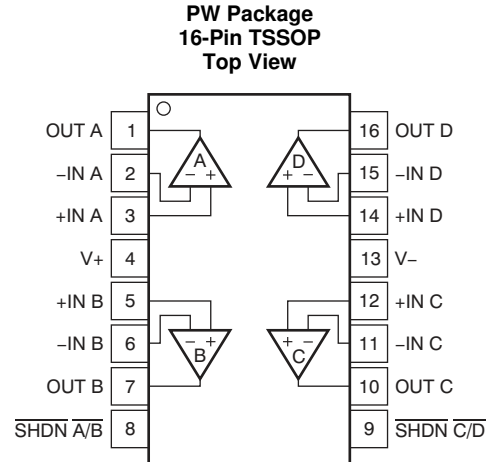 PW Package
16-Pin TSSOP
Top View
OUT A 1 16 OUT D
−IN A 2 A D 15 −IN D
− + + −
+IN A 3 14 +IN D
V+ 4 13 V−
+IN B 5 12 +IN C
− + + −
−IN B 6 B C 11 −IN C
OUT B 7 10 OUT C
SHDN A/B 8 9 SHDN C/D